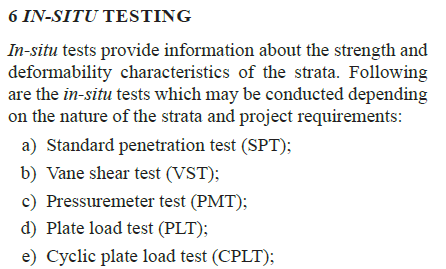 6 IN-SITU TESTING
In-situ tests provide information about the strength and
deformability characteristics of the strata. Following
are the in-situ tests which may be conducted depending
on the nature of the strata and project requirements:
a) Standard penetration test (SPT);
b) Vane shear test (VST);
c) Pressuremeter test (PMT);
d) Plate load test (PLT);
e) Cyclic plate load test (CPLT);